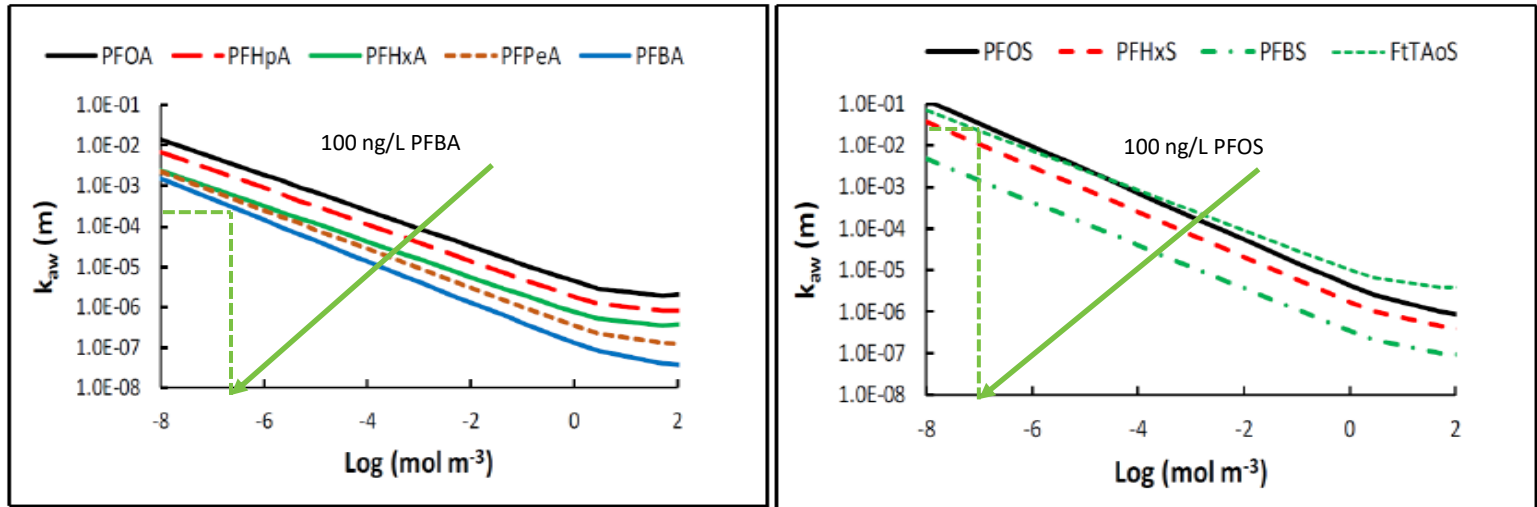 PFOA PFHpA PFHxA PFPeA PFBA
1.0E-01
1.0E-02
1.0E-03
1.0E-04
1.0E-05
1.0E-06
1.0E-07
1.0E-08
k_aw (m)
100 ng/L PFBA
-8 -6 -4 -2 0 2
Log (mol m⁻³)
PFOS PFHxS PFBS FtTAoS
1.0E-01
1.0E-02
1.0E-03
1.0E-04
1.0E-05
1.0E-06
1.0E-07
1.0E-08
k_aw (m)
100 ng/L PFOS
-8 -6 -4 -2 0 2
Log (mol m⁻³)